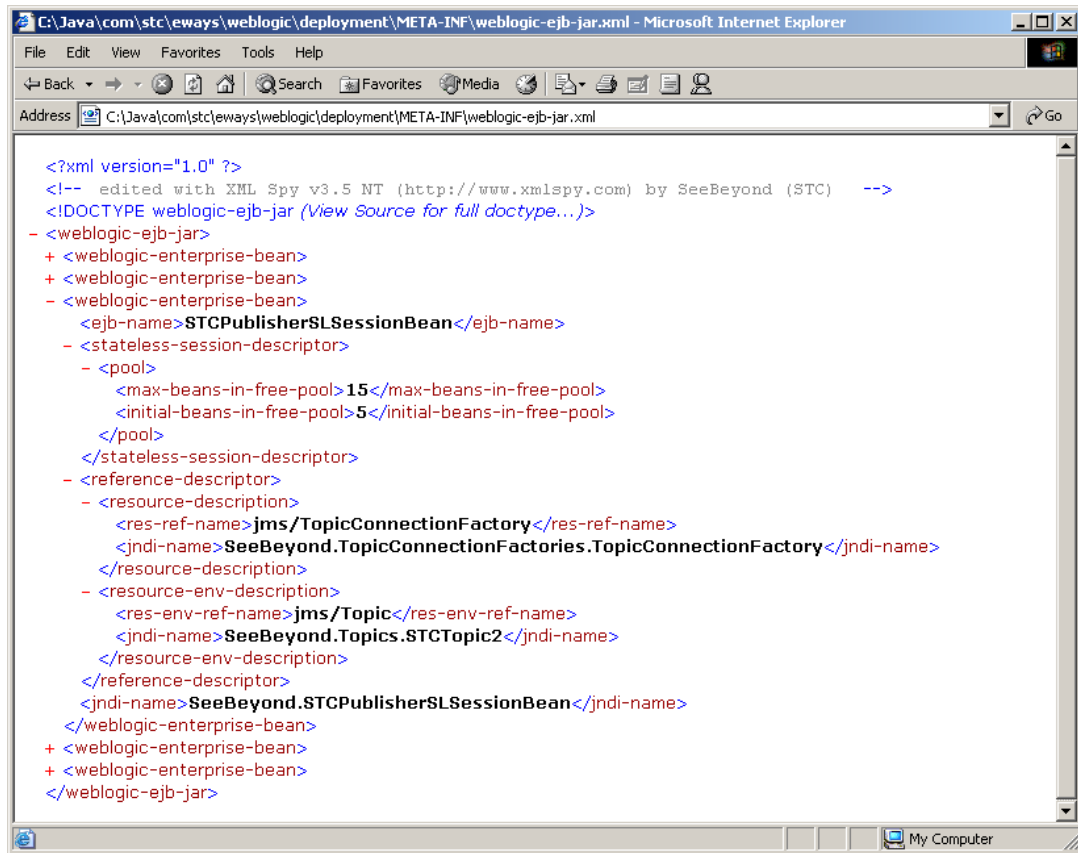 C:\Java\com\stc\eways\weblogic\deployment\META-INF\weblogic-ejb-jar.xml - Microsoft Internet Explorer
File Edit View Favorites Tools Help
Back Search Favorites Media
Address C:\Java\com\stc\eways\weblogic\deployment\META-INF\weblogic-ejb-jar.xml Go
<?xml version="1.0" ?>
<!-- edited with XML Spy v3.5 NT (http://www.xmlspy.com) by SeeBeyond (STC) -->
<!DOCTYPE weblogic-ejb-jar (View Source for full doctype...)>
- <weblogic-ejb-jar>
+ <weblogic-enterprise-bean>
+ <weblogic-enterprise-bean>
- <weblogic-enterprise-bean>
<ejb-name>STCPublisherSLSessionBean</ejb-name>
- <stateless-session-descriptor>
- <pool>
<max-beans-in-free-pool>15</max-beans-in-free-pool>
<initial-beans-in-free-pool>5</initial-beans-in-free-pool>
</pool>
</stateless-session-descriptor>
- <reference-descriptor>
- <resource-description>
<res-ref-name>jms/TopicConnectionFactory</res-ref-name>
<jndi-name>SeeBeyond.TopicConnectionFactories.TopicConnectionFactory</jndi-name>
</resource-description>
- <resource-env-description>
<res-env-ref-name>jms/Topic</res-env-ref-name>
<jndi-name>SeeBeyond.Topics.STCTopic2</jndi-name>
</resource-env-description>
</reference-descriptor>
<jndi-name>SeeBeyond.STCPublisherSLSessionBean</jndi-name>
</weblogic-enterprise-bean>
+ <weblogic-enterprise-bean>
+ <weblogic-enterprise-bean>
</weblogic-ejb-jar>
My Computer